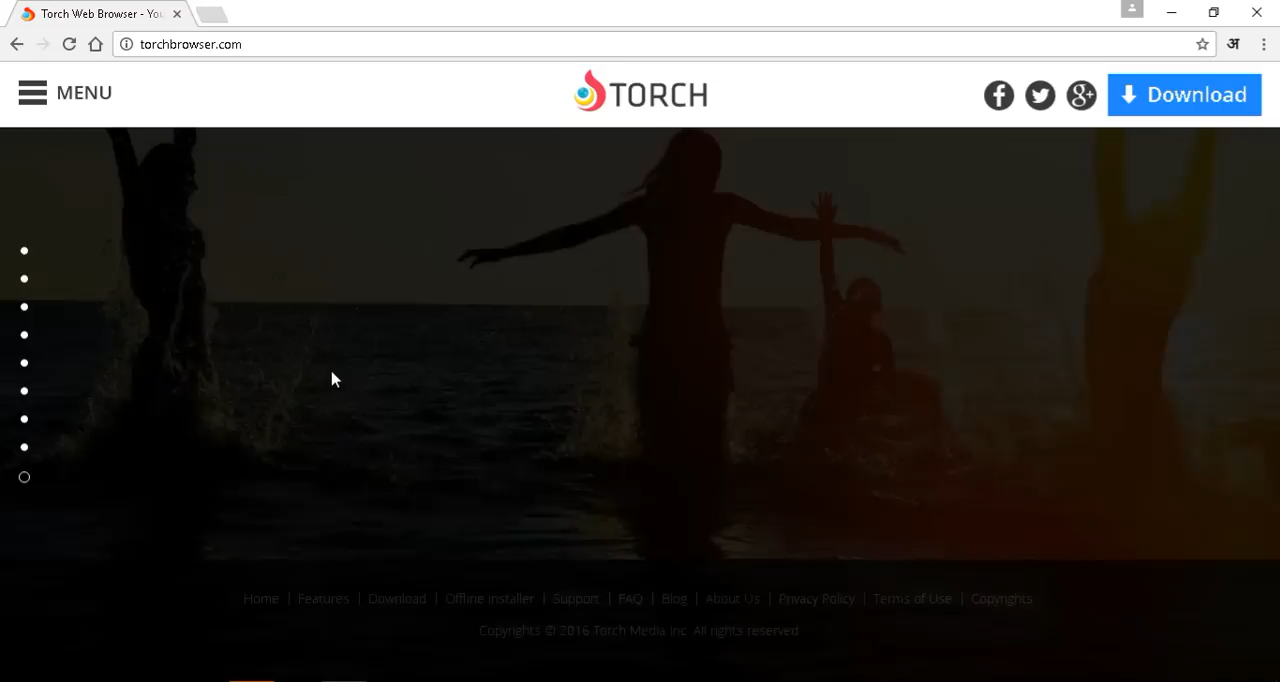 Torch Web Browser - You
torchbrowser.com
अ
MENU
TORCH
Download
Home | Features | Download | Offline installer | Support | FAQ | Blog | About Us | Privacy Policy | Terms of Use | Copyrights
Copyrights © 2016 Torch Media Inc. All rights reserved